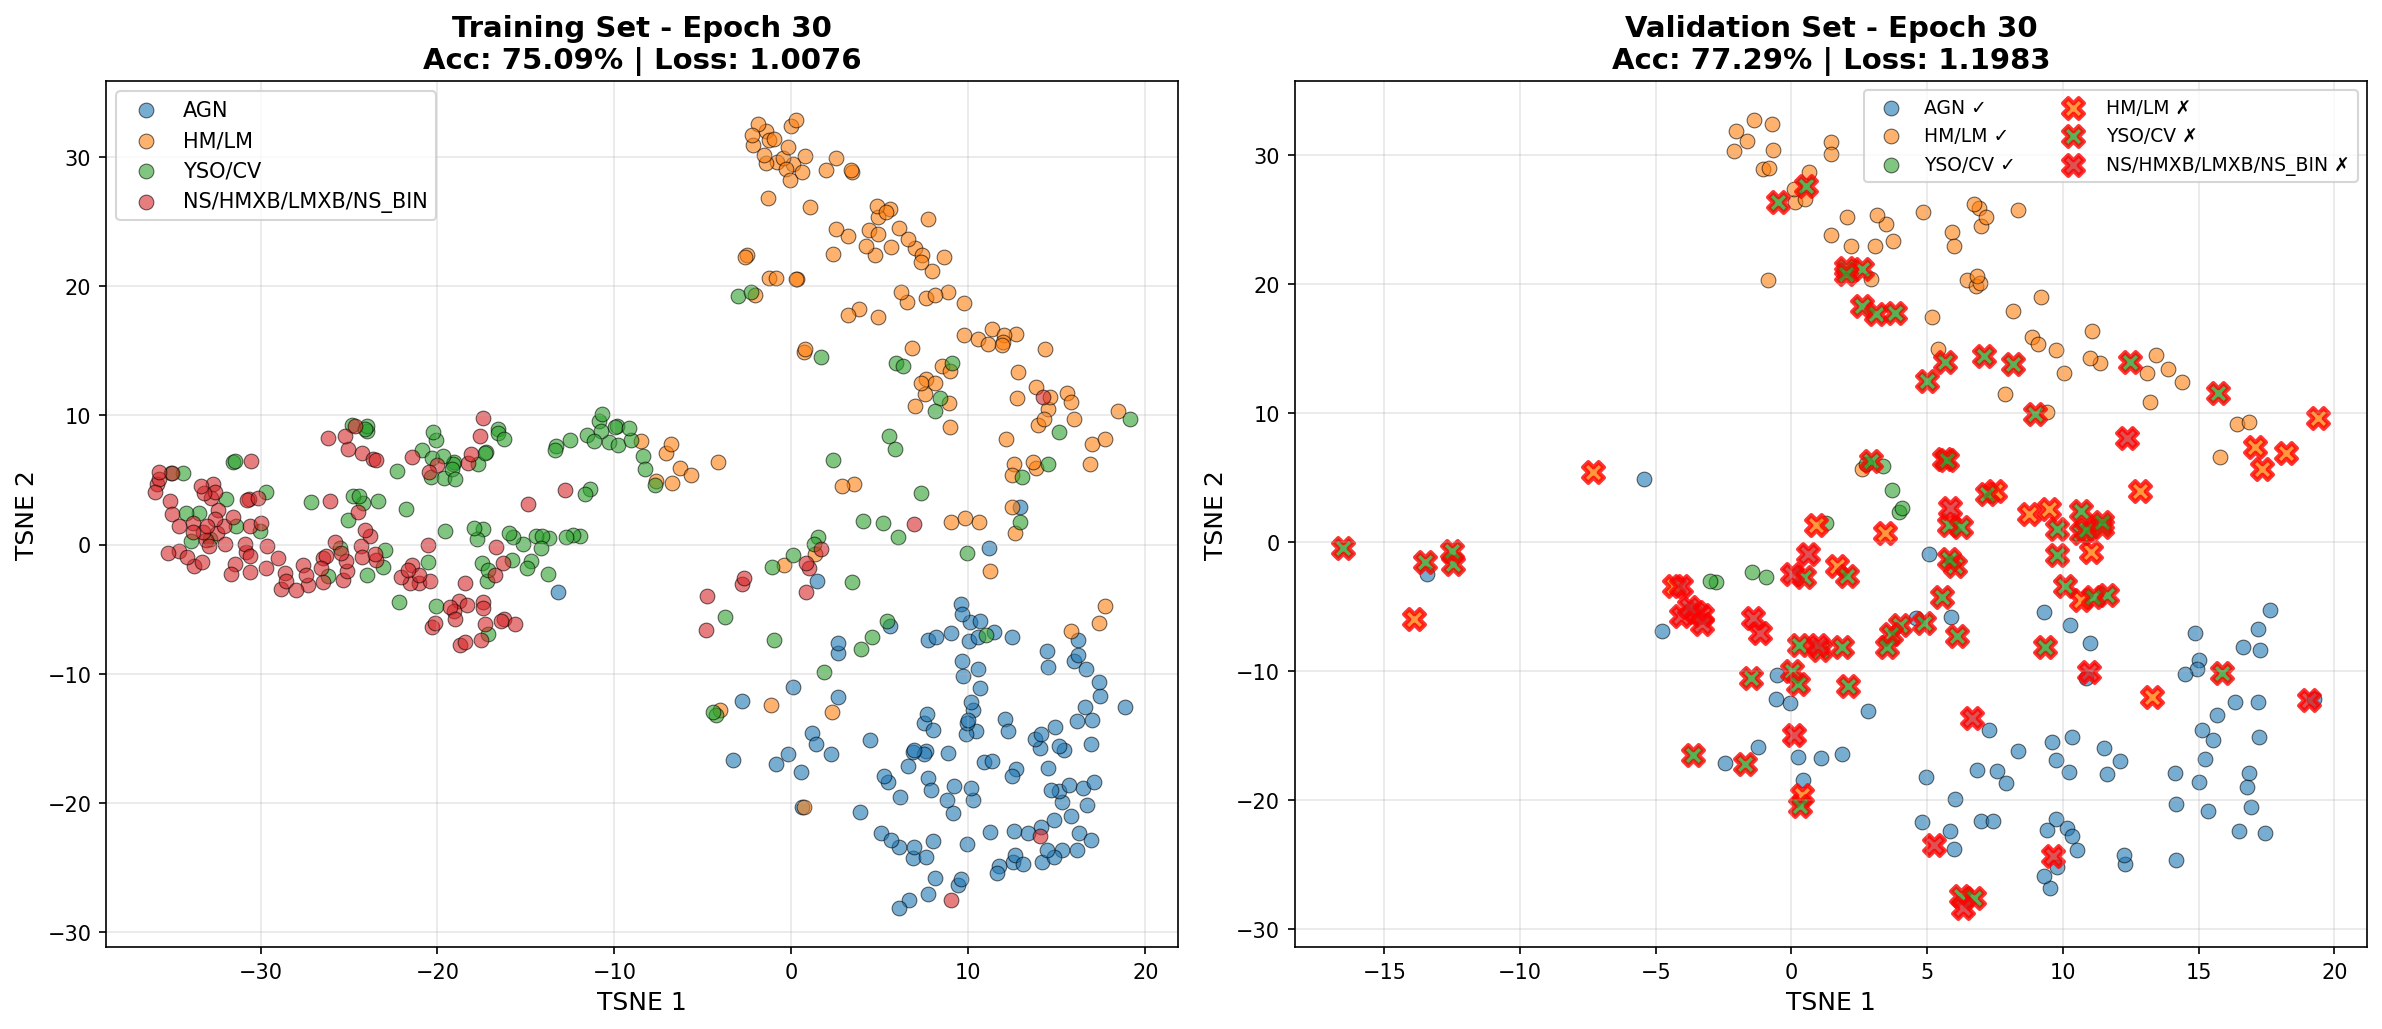 Training Set - Epoch 30
Acc: 75.09% | Loss: 1.0076
AGN
HM/LM
YSO/CV
NS/HMXB/LMXB/NS_BIN
30
20
10
0
−10
−20
−30
TSNE 2
−30
−20
−10
0
10
20
TSNE 1
Validation Set - Epoch 30
Acc: 77.29% | Loss: 1.1983
AGN ✓
HM/LM ✓
YSO/CV ✓
HM/LM ✗
YSO/CV ✗
NS/HMXB/LMXB/NS_BIN ✗
30
20
10
0
−10
−20
−30
TSNE 2
−15
−10
−5
0
5
10
15
20
TSNE 1